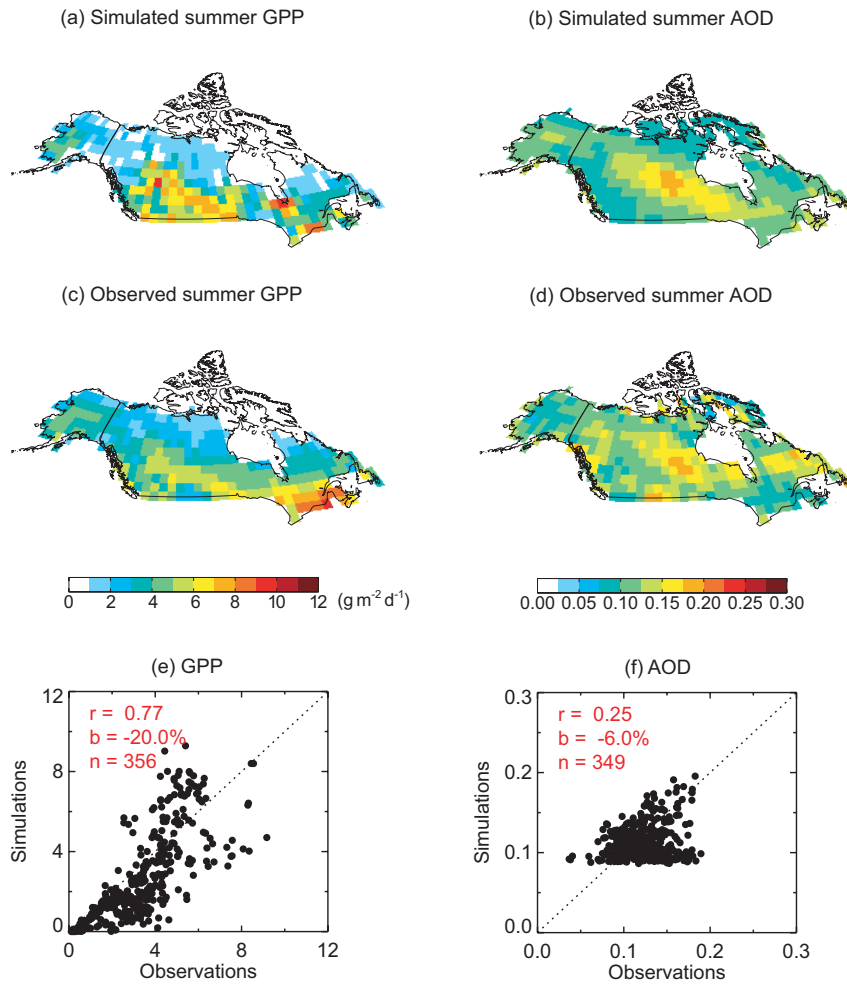 (a) Simulated summer GPP
(b) Simulated summer AOD
(c) Observed summer GPP
(d) Observed summer AOD
0 2 4 6 8 10 12 (g m-2 d-1)
0.00 0.05 0.10 0.15 0.20 0.25 0.30
(e) GPP
12
8
4
0
r = 0.77
b = -20.0%
n = 356
Simulations
0 4 8 12
Observations
(f) AOD
0.3
0.2
0.1
0.0
r = 0.25
b = -6.0%
n = 349
Simulations
0.0 0.1 0.2 0.3
Observations